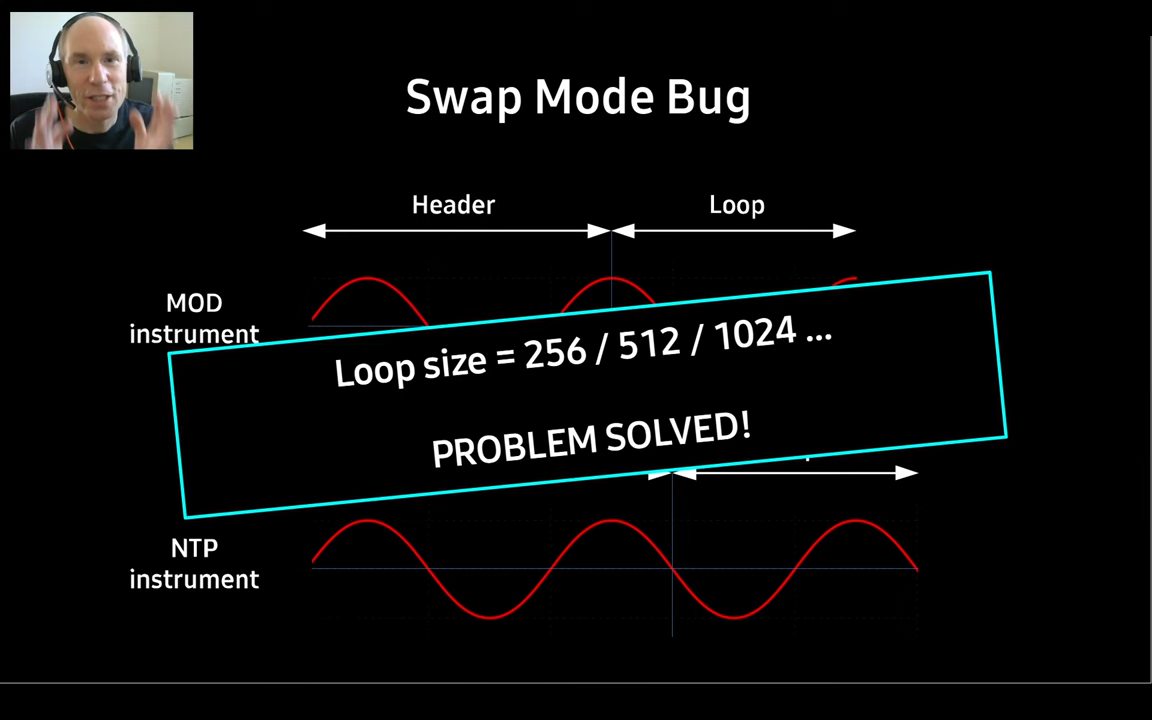 Swap Mode Bug
Header
Loop
MOD
instrument
Loop size = 256 / 512 / 1024 ...
PROBLEM SOLVED!
NTP
instrument